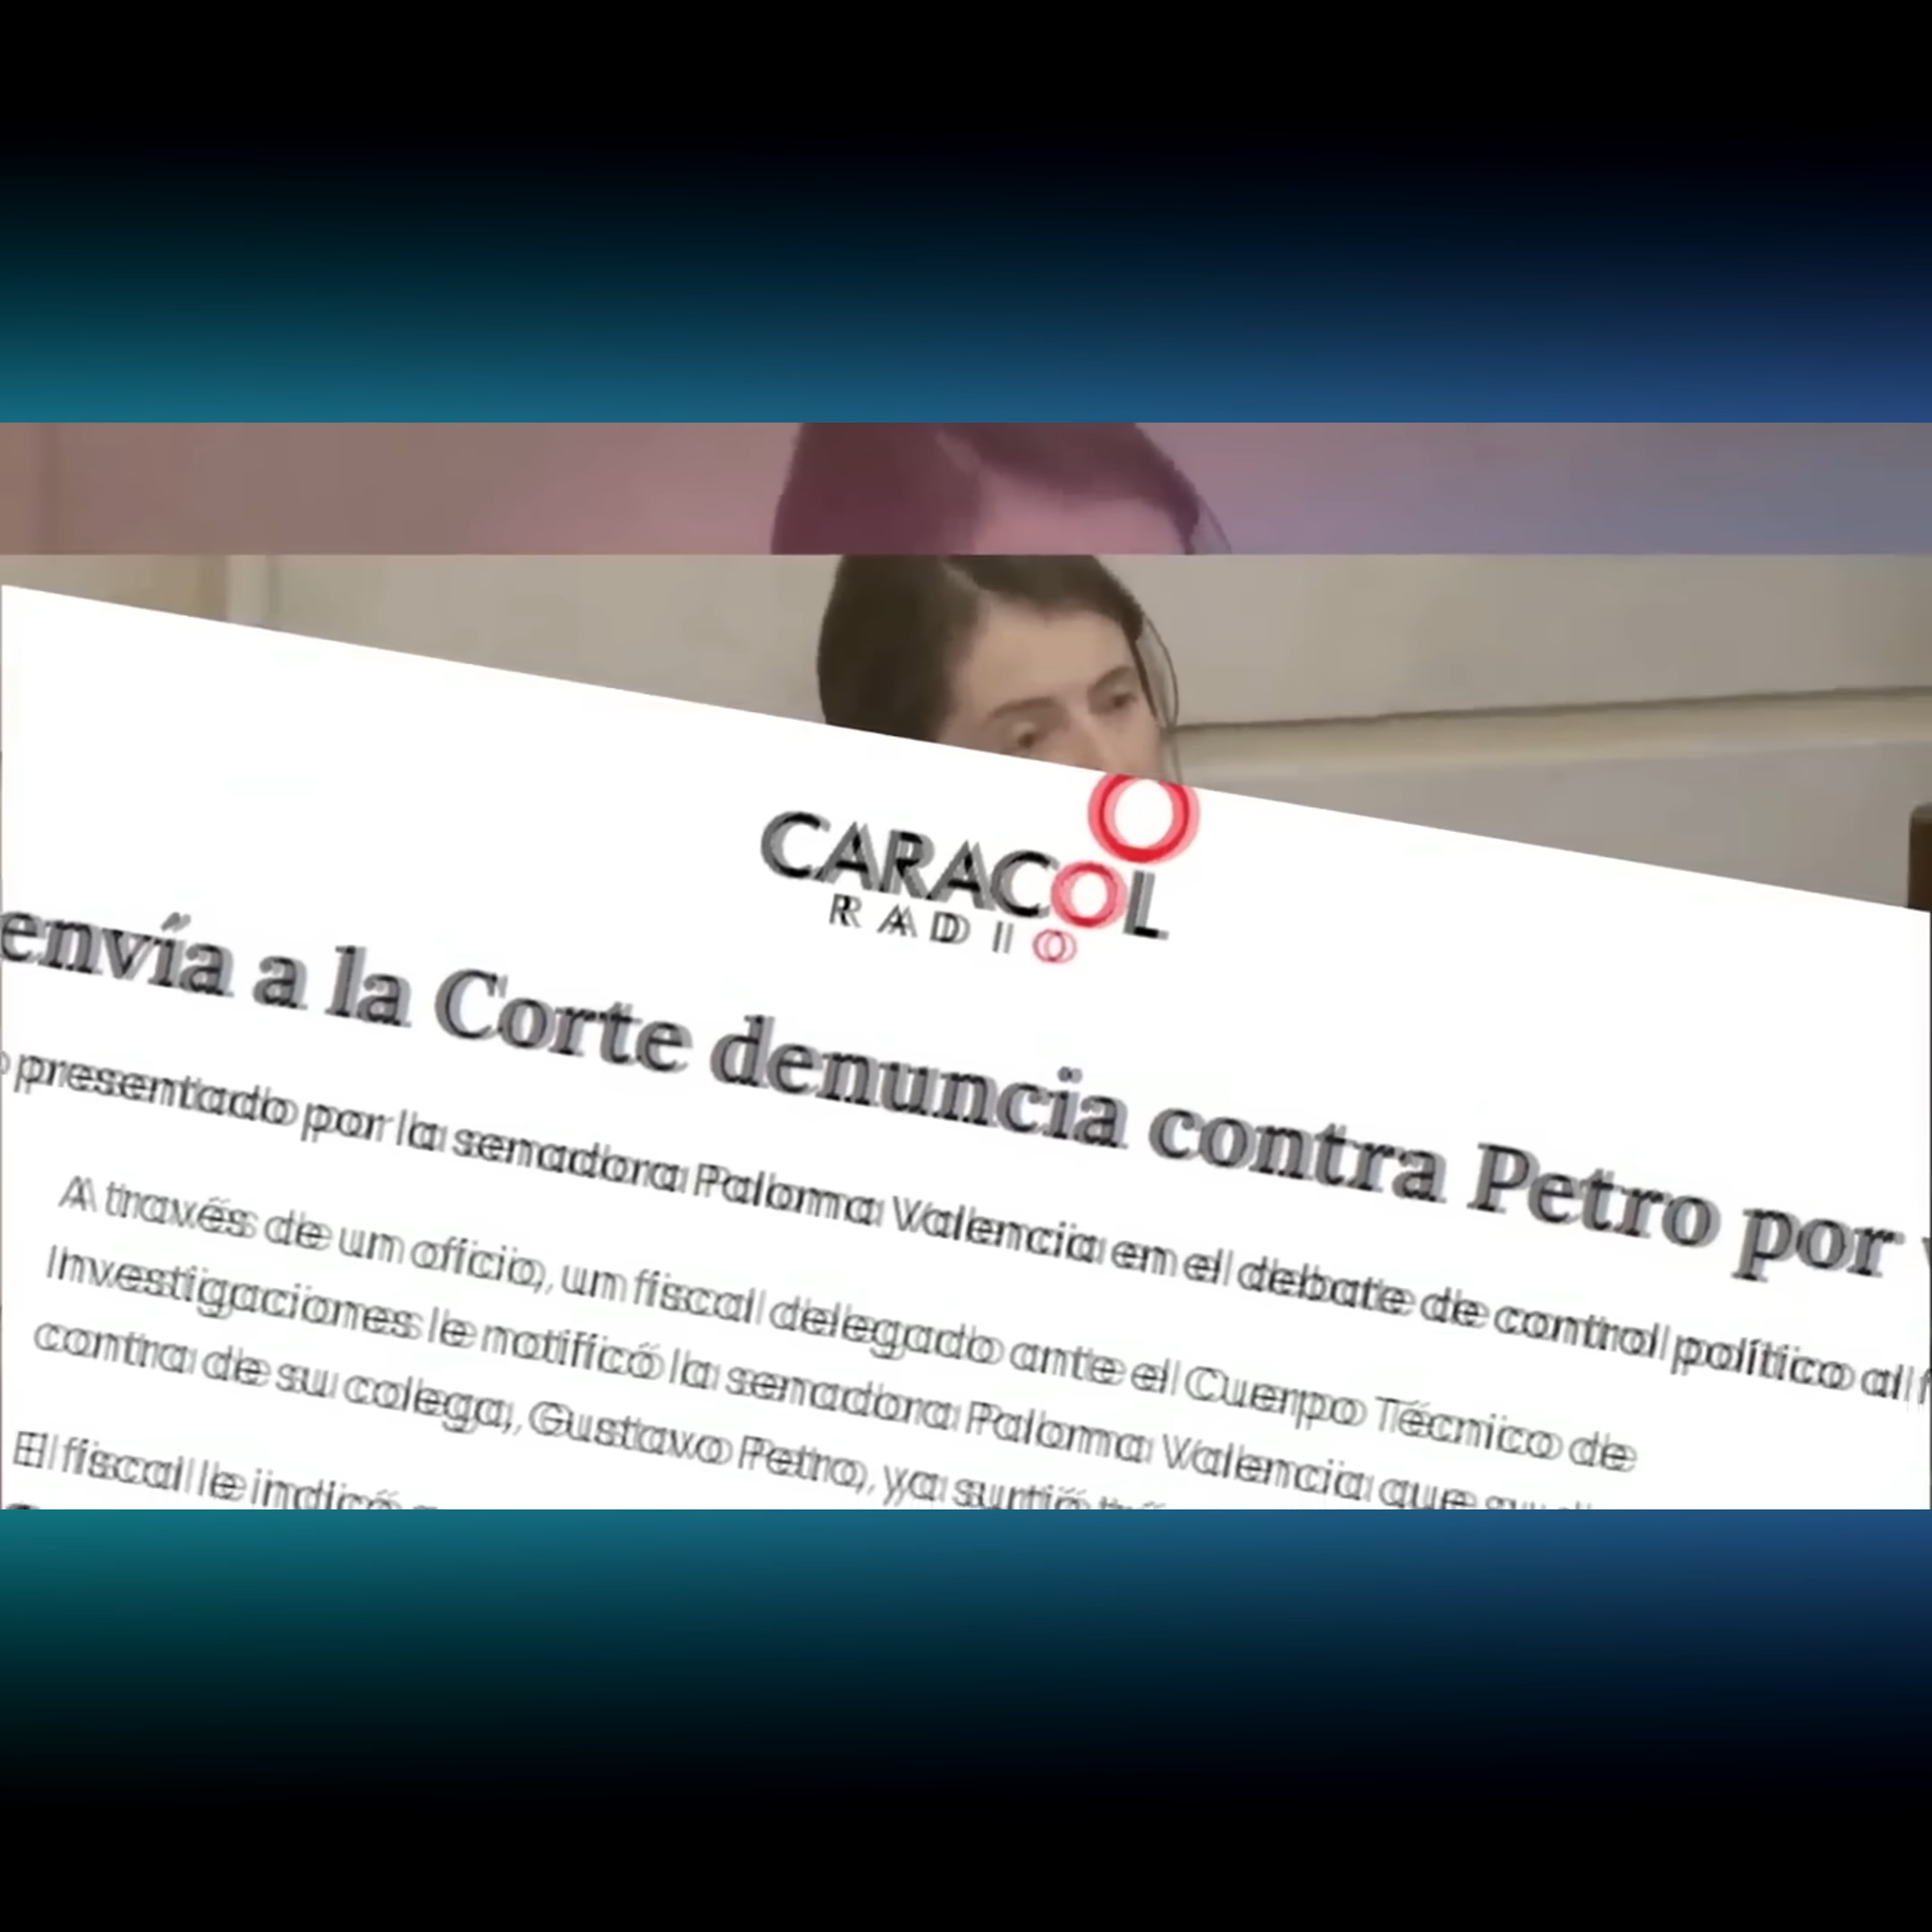 CARACOL
RADIO
envía a la Corte denuncia contra Petro por
presentado por la senadora Paloma Valencia en el debate de control político al
A través de un oficio, un fiscal delegado ante el Cuerpo Técnico de
Investigaciones le notificó la senadora Paloma Valencia que su
contra de su colega, Gustavo Petro, ya surtió
El fiscal le indicó